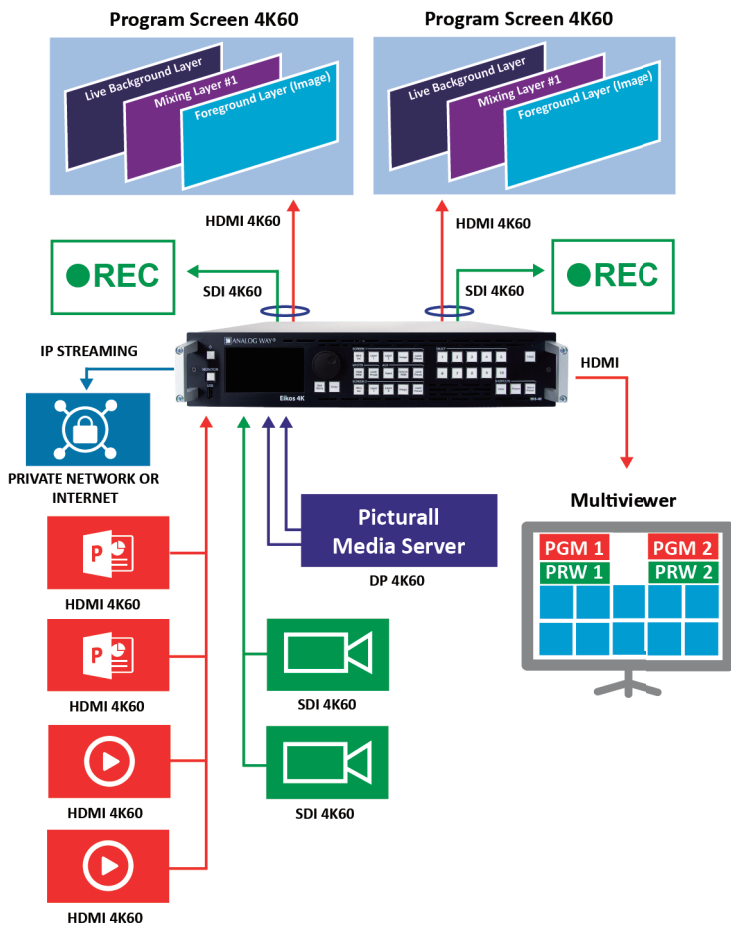 Program Screen 4K60
Program Screen 4K60
Live Background Layer
Mixing Layer #1
Foreground Layer (Image)
Live Background Layer
Mixing Layer #1
Foreground Layer (Image)
HDMI 4K60
HDMI 4K60
REC
SDI 4K60
SDI 4K60
REC
ANALOG WAY®
IP STREAMING
HDMI
MONITOR
USB
Eikos 4K
PRIVATE NETWORK OR
INTERNET
Picturall
Media Server
DP 4K60
Multiviewer
PGM 1
PGM 2
PRW 1
PRW 2
P
HDMI 4K60
P
HDMI 4K60
SDI 4K60
HDMI 4K60
SDI 4K60
HDMI 4K60